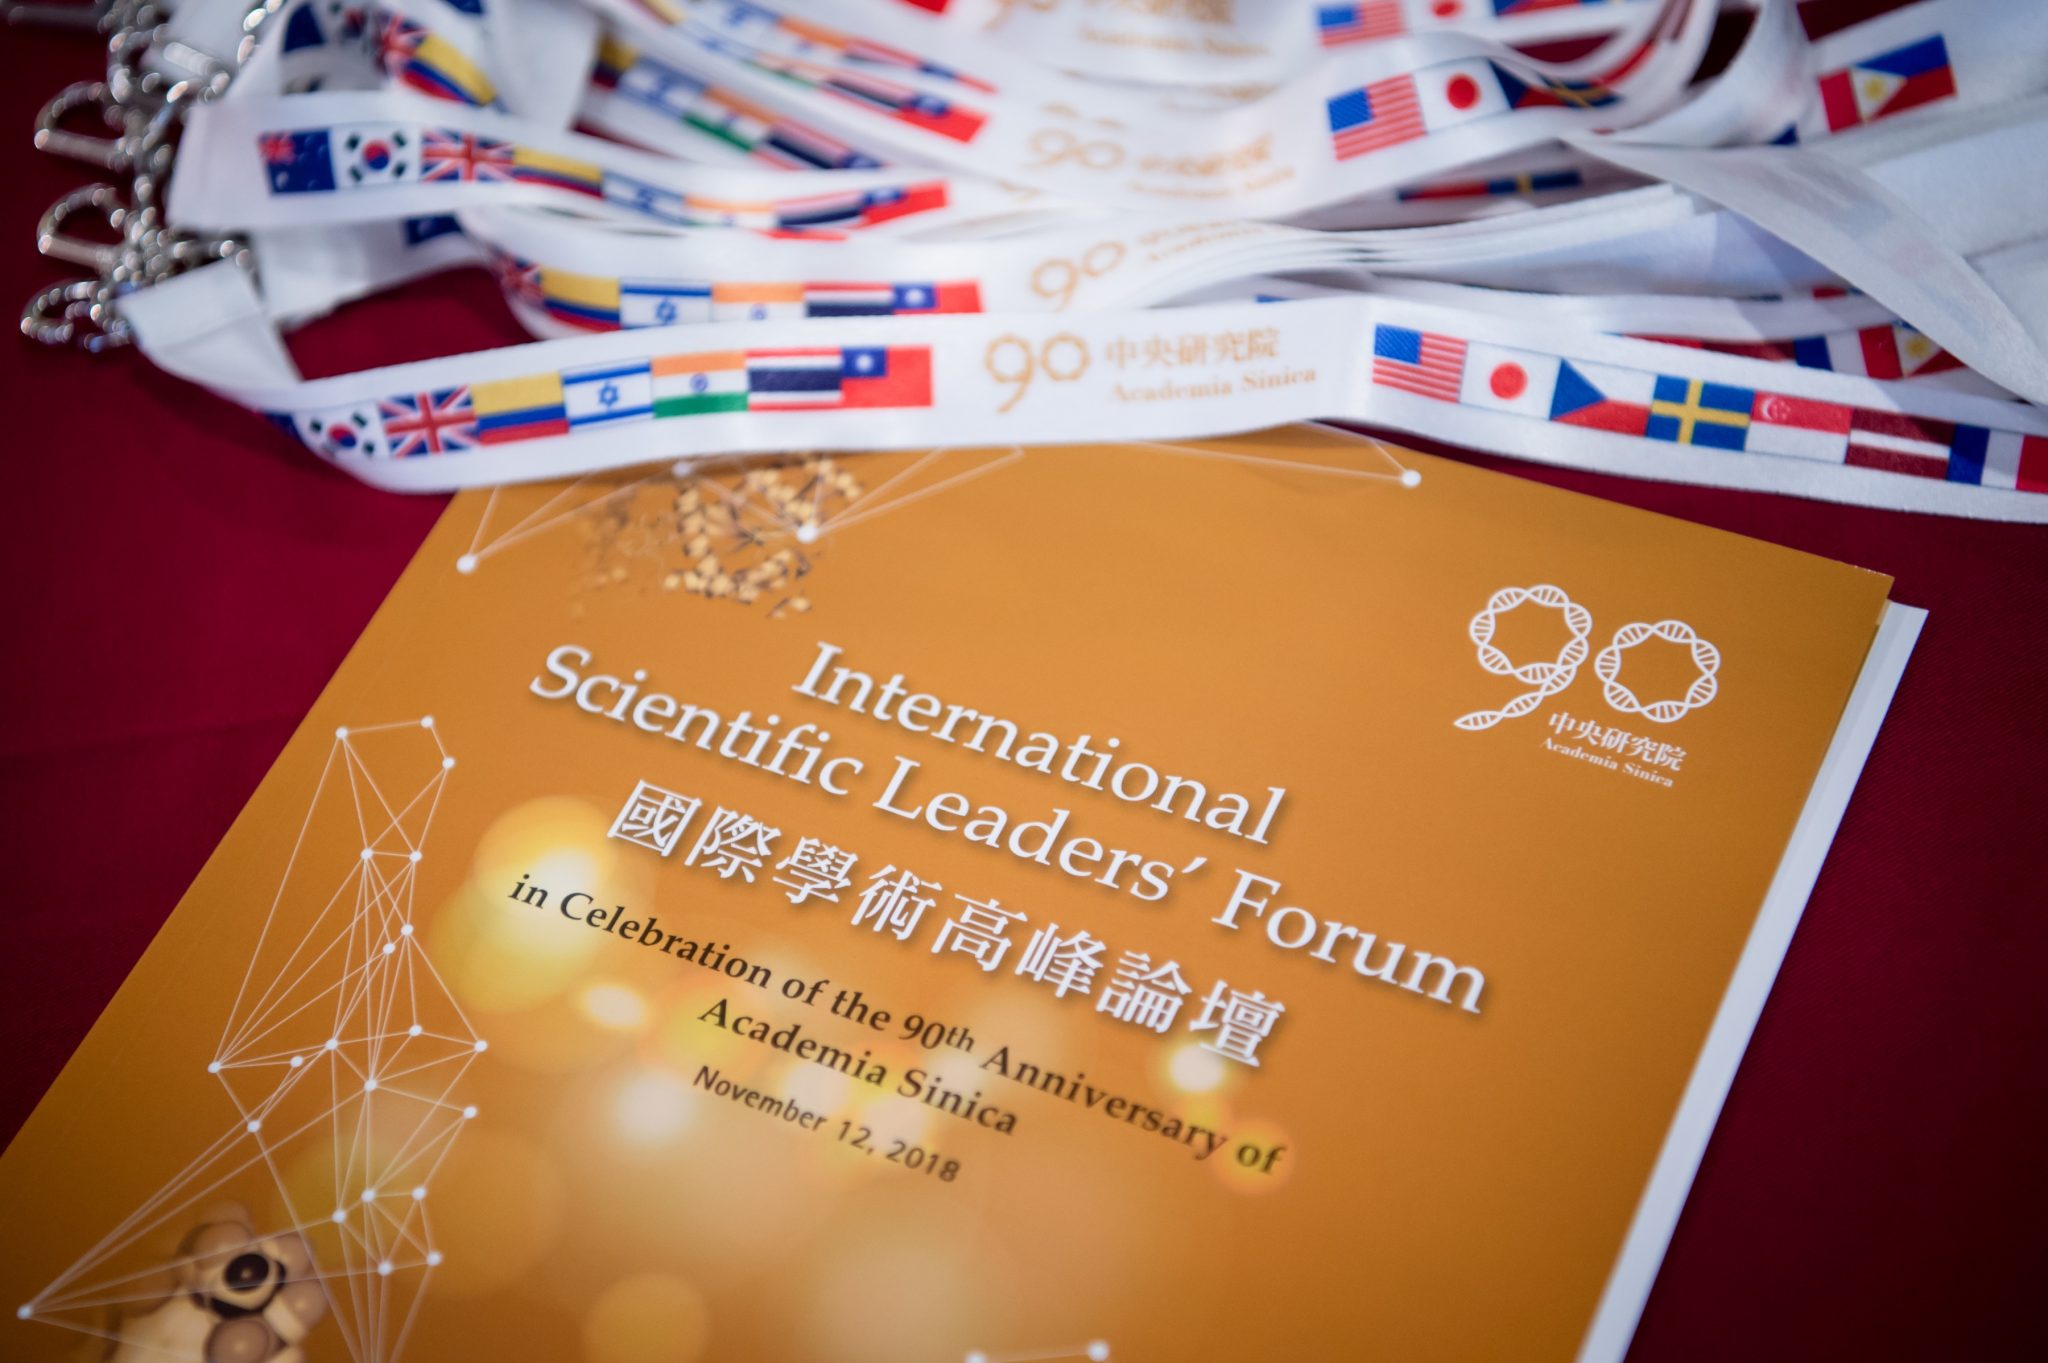 90 中央研究院
Academia Sinica
90
90
90 中央研究院
Academia Sinica
International
Scientific Leaders' Forum
國際學術高峰論壇
in Celebration of the 90th Anniversary of
Academia Sinica
November 12, 2018